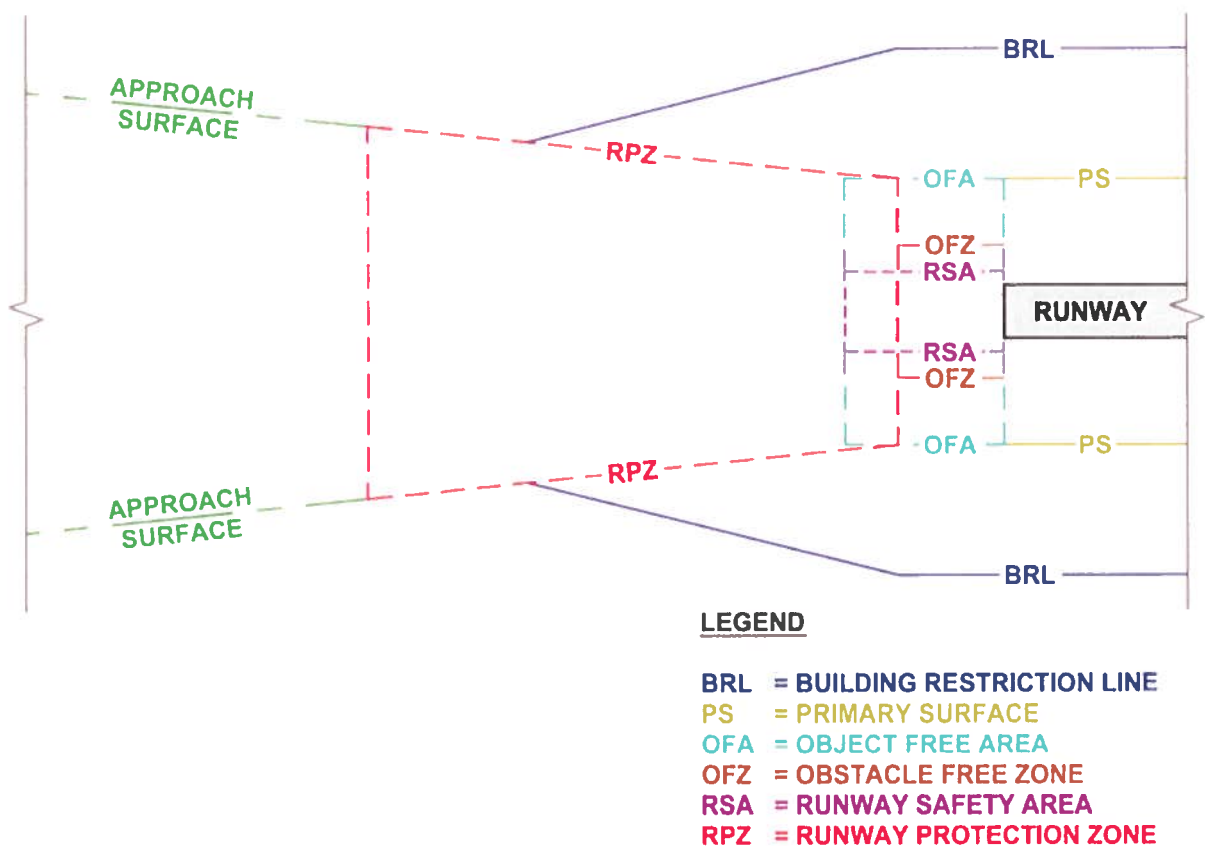 BRL
APPROACH
SURFACE
RPZ
OFA
PS
OFZ
RSA
RUNWAY
RSA
OFZ
OFA
PS
RPZ
APPROACH
SURFACE
BRL
LEGEND
BRL = BUILDING RESTRICTION LINE
PS = PRIMARY SURFACE
OFA = OBJECT FREE AREA
OFZ = OBSTACLE FREE ZONE
RSA = RUNWAY SAFETY AREA
RPZ = RUNWAY PROTECTION ZONE